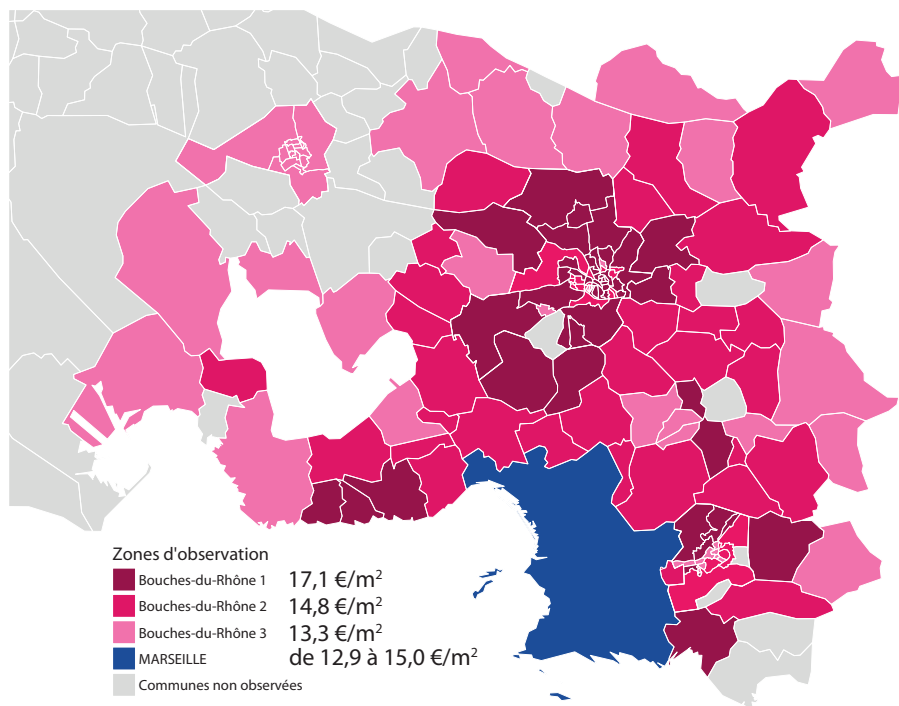 Zones d'observation
Bouches-du-Rhône 1 17,1 €/m²
Bouches-du-Rhône 2 14,8 €/m²
Bouches-du-Rhône 3 13,3 €/m²
MARSEILLE de 12,9 à 15,0 €/m²
Communes non observées